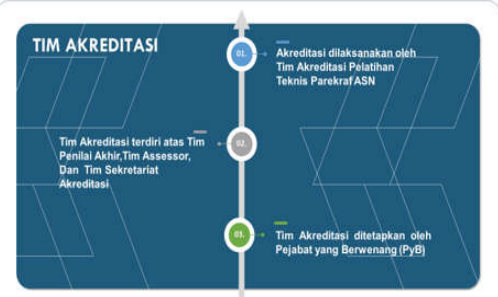 TIM AKREDITASI
01.
Akreditasi dilaksanakan oleh
Tim Akreditasi Pelatihan
Teknis Parekraf ASN
02.
Tim Akreditasi terdiri atas Tim
Penilai Akhir,Tim Assessor,
Dan Tim Sekretariat
Akreditasi
03.
Tim Akreditasi ditetapkan oleh
Pejabat yang Berwenang (PyB)